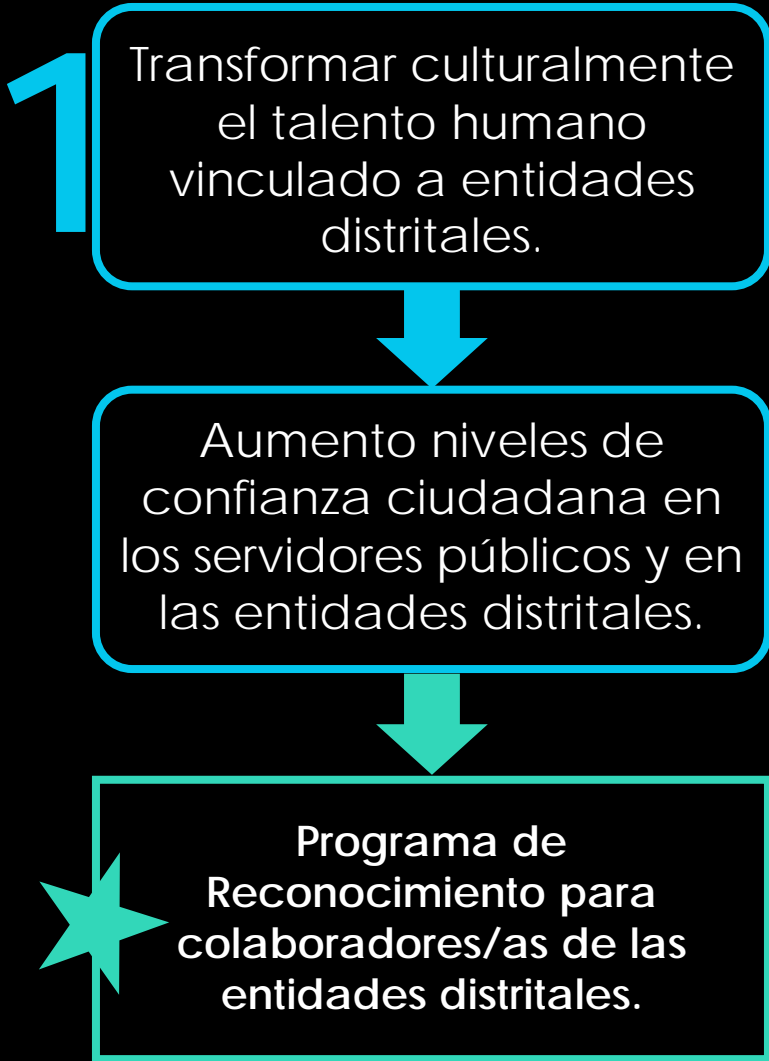 1
Transformar culturalmente
el talento humano
vinculado a entidades
distritales.
Aumento niveles de
confianza ciudadana en
los servidores públicos y en
las entidades distritales.
Programa de
Reconocimiento para
colaboradores/as de las
entidades distritales.